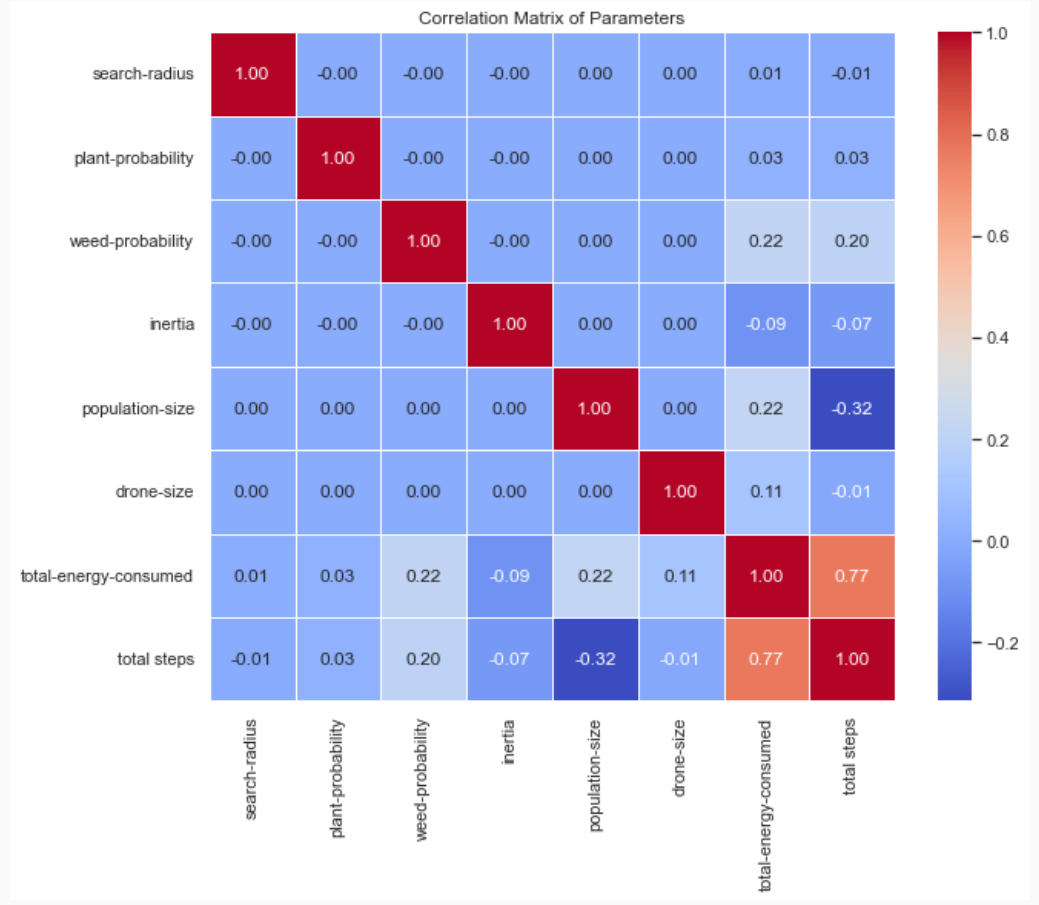 Correlation Matrix of Parameters
search-radius 1.00 -0.00 -0.00 -0.00 0.00 0.00 0.01 -0.01
plant-probability -0.00 1.00 -0.00 -0.00 0.00 0.00 0.03 0.03
weed-probability -0.00 -0.00 1.00 -0.00 0.00 0.00 0.22 0.20
inertia -0.00 -0.00 -0.00 1.00 0.00 0.00 -0.09 -0.07
population-size 0.00 0.00 0.00 0.00 1.00 0.00 0.22 -0.32
drone-size 0.00 0.00 0.00 0.00 0.00 1.00 0.11 -0.01
total-energy-consumed 0.01 0.03 0.22 -0.09 0.22 0.11 1.00 0.77
total steps -0.01 0.03 0.20 -0.07 -0.32 -0.01 0.77 1.00
search-radius
plant-probability
weed-probability
inertia
population-size
drone-size
total-energy-consumed
total steps
1.0
0.8
0.6
0.4
0.2
0.0
−0.2